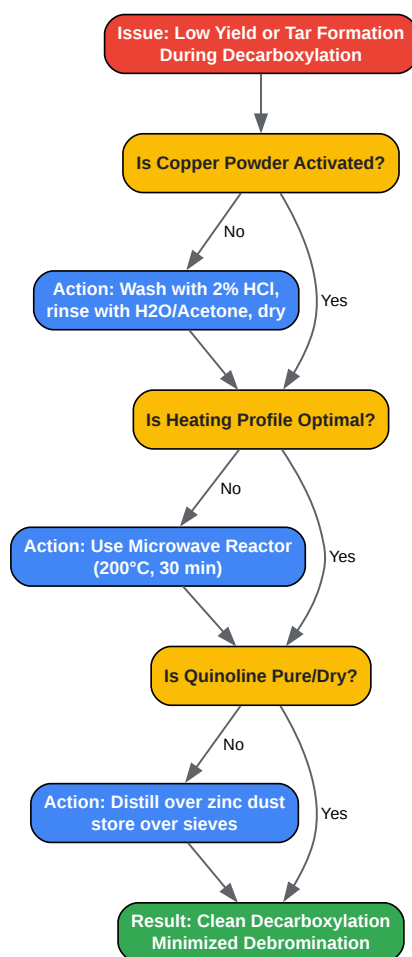 Issue: Low Yield or Tar Formation
During Decarboxylation
Is Copper Powder Activated?
No
Action: Wash with 2% HCl,
rinse with H2O/Acetone, dry
Yes
Is Heating Profile Optimal?
No
Action: Use Microwave Reactor
(200°C, 30 min)
Yes
Is Quinoline Pure/Dry?
No
Action: Distill over zinc dust
store over sieves
Yes
Result: Clean Decarboxylation
Minimized Debromination